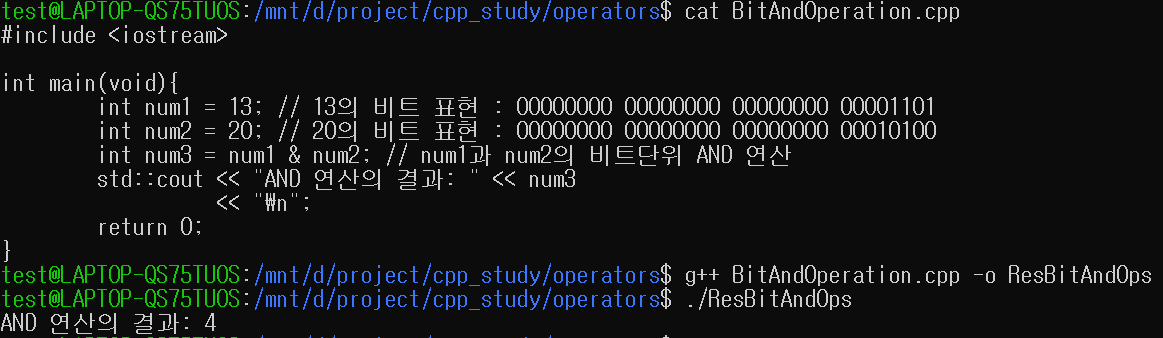 test@LAPTOP-QS75TUOS:/mnt/d/project/cpp_study/operators$ cat BitAndOperation.cpp
#include <iostream>

int main(void){
        int num1 = 13; // 13의 비트 표현 : 00000000 00000000 00000000 00001101
        int num2 = 20; // 20의 비트 표현 : 00000000 00000000 00000000 00010100
        int num3 = num1 & num2; // num1과 num2의 비트단위 AND 연산
        std::cout << "AND 연산의 결과: " << num3
                  << "₩n";
        return 0;
}
test@LAPTOP-QS75TUOS:/mnt/d/project/cpp_study/operators$ g++ BitAndOperation.cpp -o ResBitAndOps
test@LAPTOP-QS75TUOS:/mnt/d/project/cpp_study/operators$ ./ResBitAndOps
AND 연산의 결과: 4